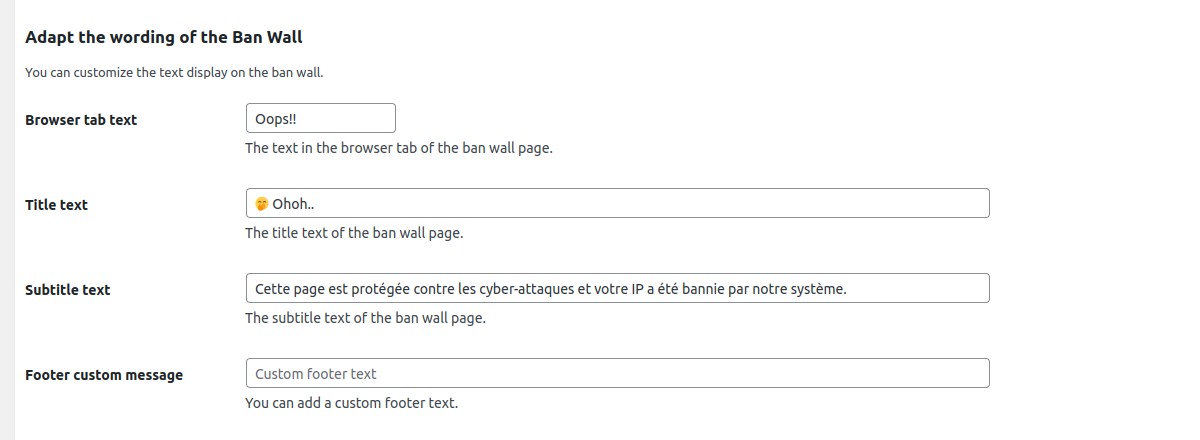 Adapt the wording of the Ban Wall
You can customize the text display on the ban wall.
Browser tab text
Oops!!
The text in the browser tab of the ban wall page.
Title text
🤭 Ohoh..
The title text of the ban wall page.
Subtitle text
Cette page est protégée contre les cyber-attaques et votre IP a été bannie par notre système.
The subtitle text of the ban wall page.
Footer custom message
Custom footer text
You can add a custom footer text.